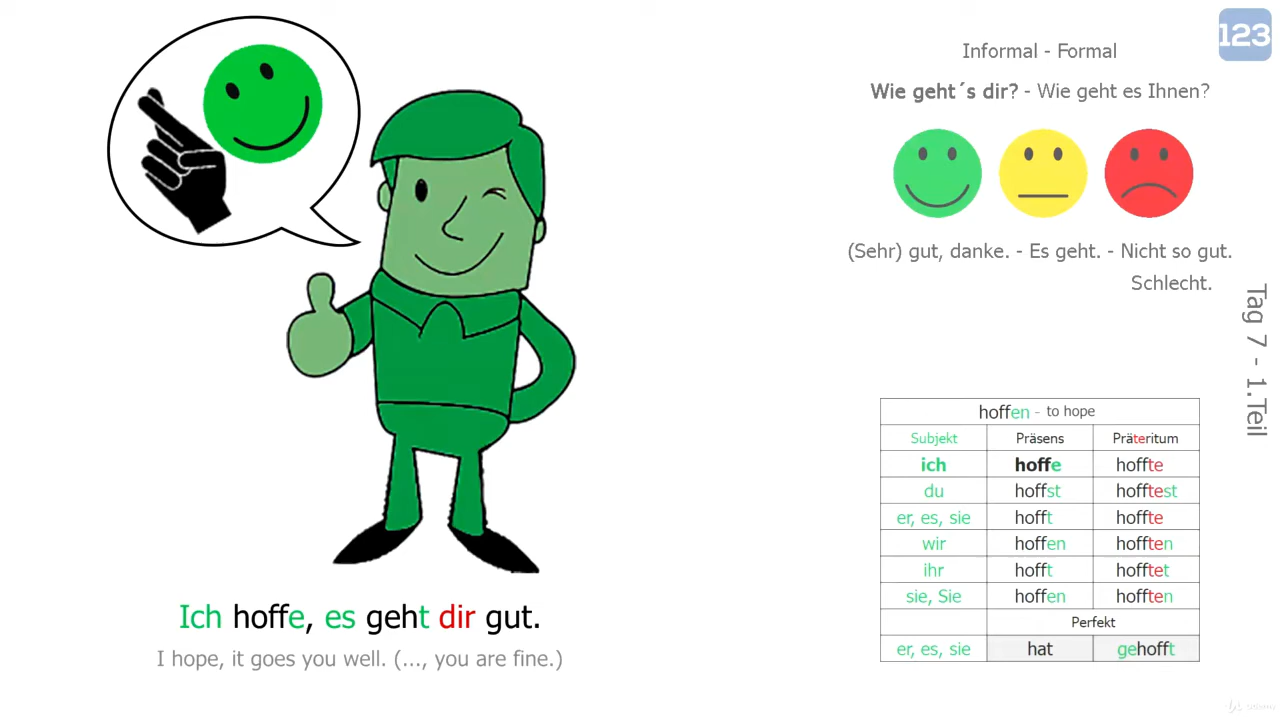 123
Informal - Formal
Wie geht´s dir? - Wie geht es Ihnen?
(Sehr) gut, danke. - Es geht. - Nicht so gut.
Schlecht.
Tag 7 - 1.Teil
hoffen - to hope
Subjekt Präsens Präteritum
ich hoffe hoffte
du hoffst hofftest
er, es, sie hofft hoffte
wir hoffen hofften
ihr hofft hofftet
sie, Sie hoffen hofften
Perfekt
er, es, sie hat gehofft
Ich hoffe, es geht dir gut.
I hope, it goes you well. (..., you are fine.)